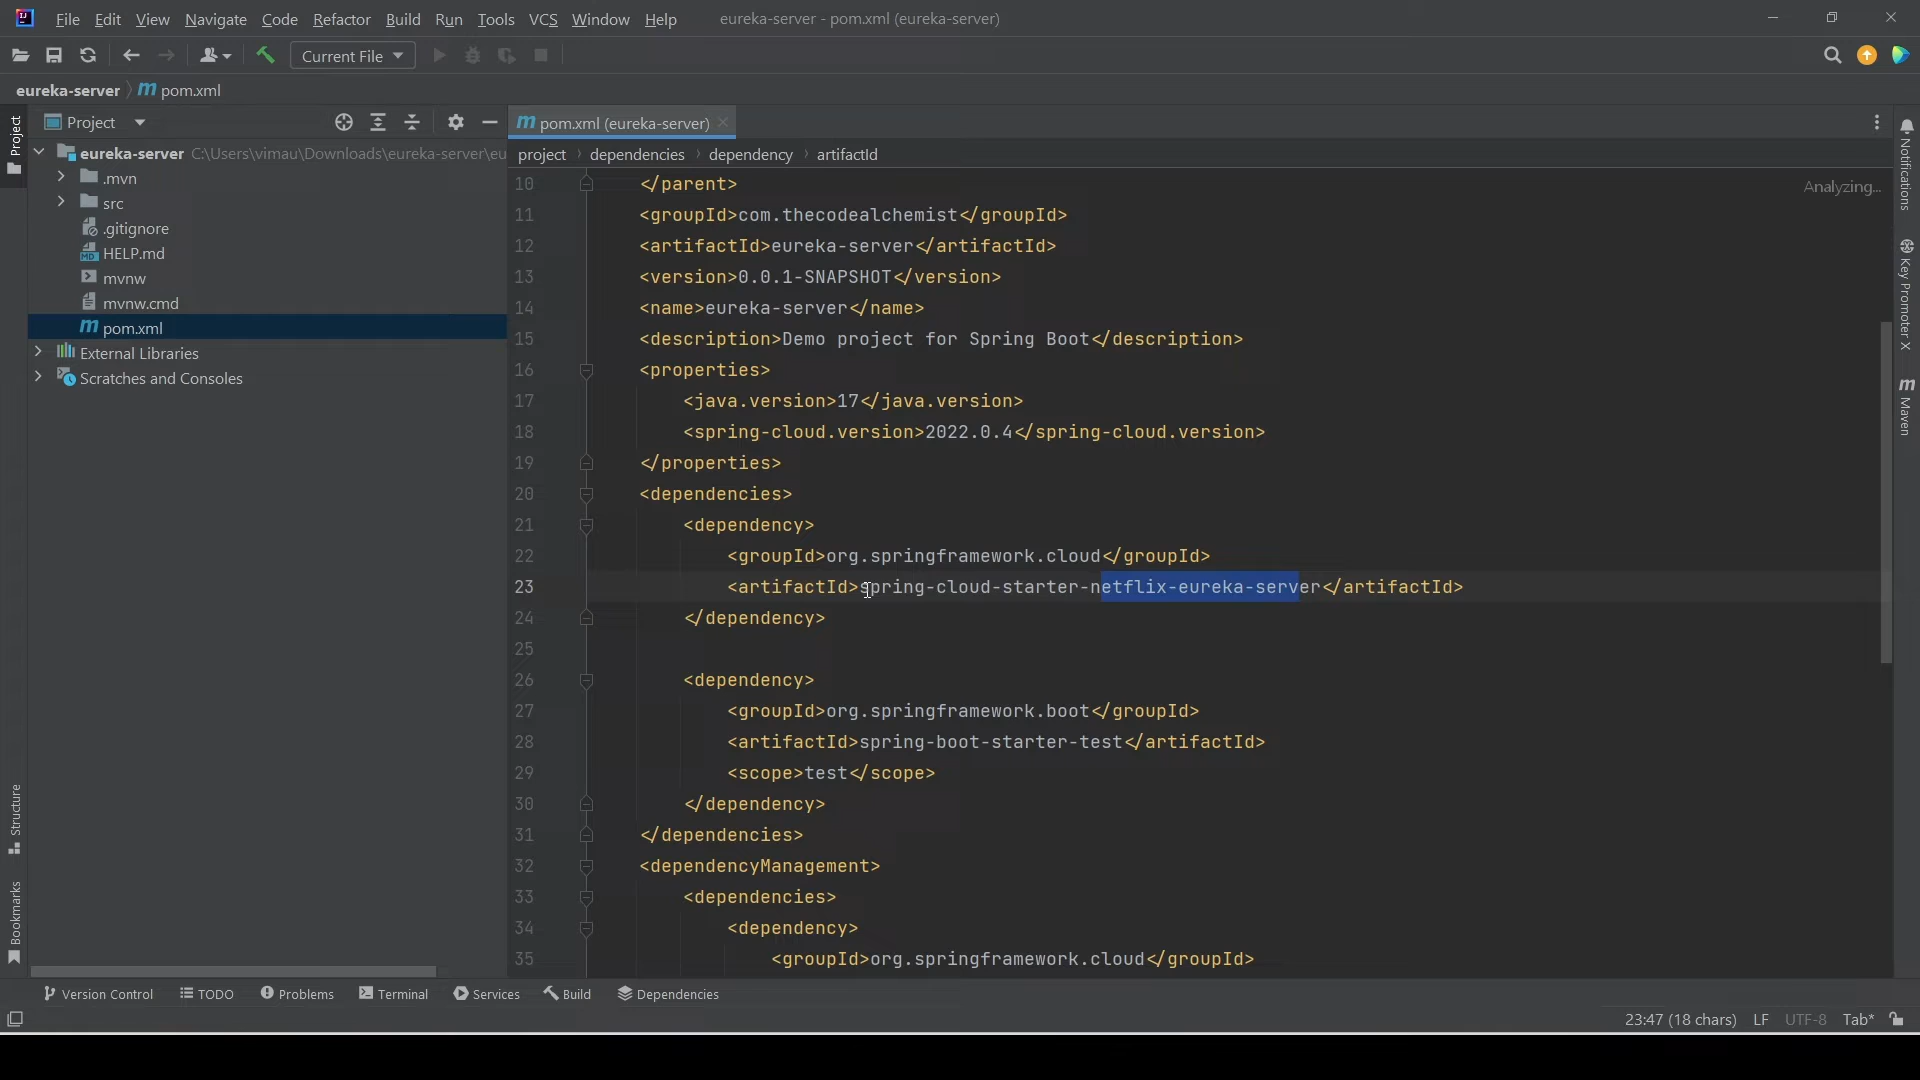 File Edit View Navigate Code Refactor Build Run Tools VCS Window Help eureka-server - pom.xml (eureka-server)
Current File
eureka-server m pom.xml
Project
Project
pom.xml (eureka-server)
project dependencies dependency artifactId
eureka-server C:\Users\vimau\Downloads\eureka-server\eu
.mvn
src
.gitignore
HELP.md
mvnw
mvnw.cmd
m pom.xml
External Libraries
Scratches and Consoles
Analyzing...
10 </parent>
11 <groupId>com.thecodealchemist</groupId>
12 <artifactId>eureka-server</artifactId>
13 <version>0.0.1-SNAPSHOT</version>
14 <name>eureka-server</name>
15 <description>Demo project for Spring Boot</description>
16 <properties>
17 <java.version>17</java.version>
18 <spring-cloud.version>2022.0.4</spring-cloud.version>
19 </properties>
20 <dependencies>
21 <dependency>
22 <groupId>org.springframework.cloud</groupId>
23 <artifactId>spring-cloud-starter-netflix-eureka-server</artifactId>
24 </dependency>
25
26 <dependency>
27 <groupId>org.springframework.boot</groupId>
28 <artifactId>spring-boot-starter-test</artifactId>
29 <scope>test</scope>
30 </dependency>
31 </dependencies>
32 <dependencyManagement>
33 <dependencies>
34 <dependency>
35 <groupId>org.springframework.cloud</groupId>
Notifications
Key Promoter X
m Maven
Structure
Bookmarks
Version Control TODO Problems Terminal Services Build Dependencies
23:47 (18 chars) LF UTF-8 Tab*